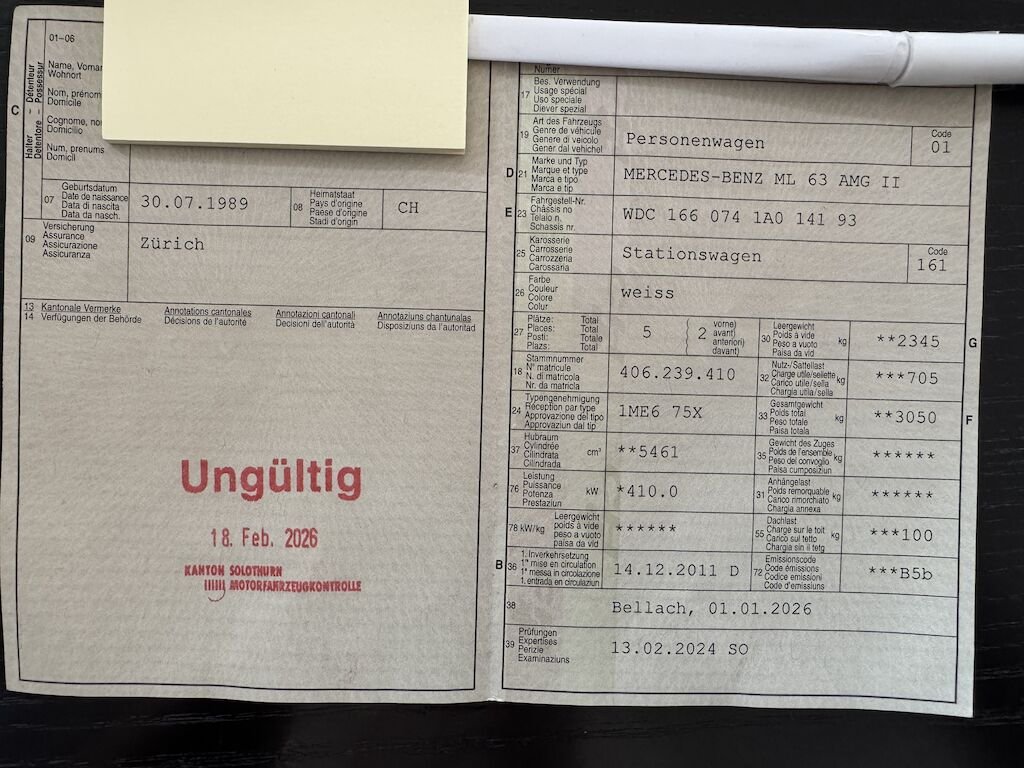 01–06
Halter – Détenteur
Detentore – Possessur
C
Wohnort
Nom, prénom
Domicile
Domicilio
Num, prenums
Domicil
07
Geburtsdatum
Date de naissance
Data di nascita
Data da nasch.
30.07.1989
08
Heimatstaat
Pays d'origine
Paese d'origine
Stadi d'origin
CH
09
Versicherung
Assurance
Assicurazione
Assicuranza
Zürich
13 Kantonale Vermerke Annotations cantonales Annotazioni cantonali Annotaziuns chantunalas
14 Verfügungen der Behörde Décisions de l'autorité Decisioni dell'autorità Disposiziuns da l'autoritad
Ungültig
18. Feb. 2026
KANTON SOLOTHURN
MOTORFAHRZEUGKONTROLLE
17
Bes. Verwendung
Usage spécial
Uso speciale
Diever spezial
19
Art des Fahrzeugs
Genre de véhicule
Genere di veicolo
Gener dal vehichel
Personenwagen
Code
01
D 21
Marke und Typ
Marque et type
Marca e tipo
Marca e tip
MERCEDES-BENZ ML 63 AMG II
E 23
Fahrgestell-Nr.
Châssis no
Telaio n.
Schassis nr.
WDC 166 074 1A0 141 93
25
Karosserie
Carrosserie
Carrozzeria
Carossaria
Stationswagen
Code
161
26
Farbe
Couleur
Colore
Colur
weiss
27
Plätze: Total
Places: Total
Posti: Totale
Plazs: Total
5
2
vorne)
avant)
anteriori)
davant)
30
Leergewicht
Poids à vide
Peso a vuoto
Paisa da vid
kg
**2345
G
18
Stammnummer
N° matricule
N. di matricola
Nr. da matricla
406.239.410
32
Nutz-/Sattellast
Charge utile/sellette
Carico utile/sella
Chargia utila/sella
kg
***705
24
Typengenehmigung
Réception par type
Approvazione del tipo
Approvaziun dal tip
1ME6 75X
33
Gesamtgewicht
Poids total
Peso totale
Paisa totala
kg
**3050
F
37
Hubraum
Cylindrée
Cilindrata
Cilindrada
cm³
**5461
35
Gewicht des Zuges
Poids de l'ensemble
Peso del convoglio
Paisa cumposiziun
kg
******
76
Leistung
Puissance
Potenza
Prestaziun
kW
*410.0
31
Anhängelast
Poids remorquable
Carico rimorchiato
Chargia annexa
kg
******
78 kW/kg
Leergewicht
poids à vide
peso a vuoto
paisa da vid
******
55
Dachlast
Charge sur le toit
Carico sul tetto
Chargia sin il tetg
kg
***100
B 36
1. Inverkehrsetzung
1re mise en circulation
1a messa in circolazione
1. entrada en circulaziun
14.12.2011 D
72
Emissionscode
Code émissions
Codice emissioni
Code d'emissiuns
***B5b
38
Bellach, 01.01.2026
39
Prüfungen
Expertises
Perizie
Examinaziuns
13.02.2024 SO